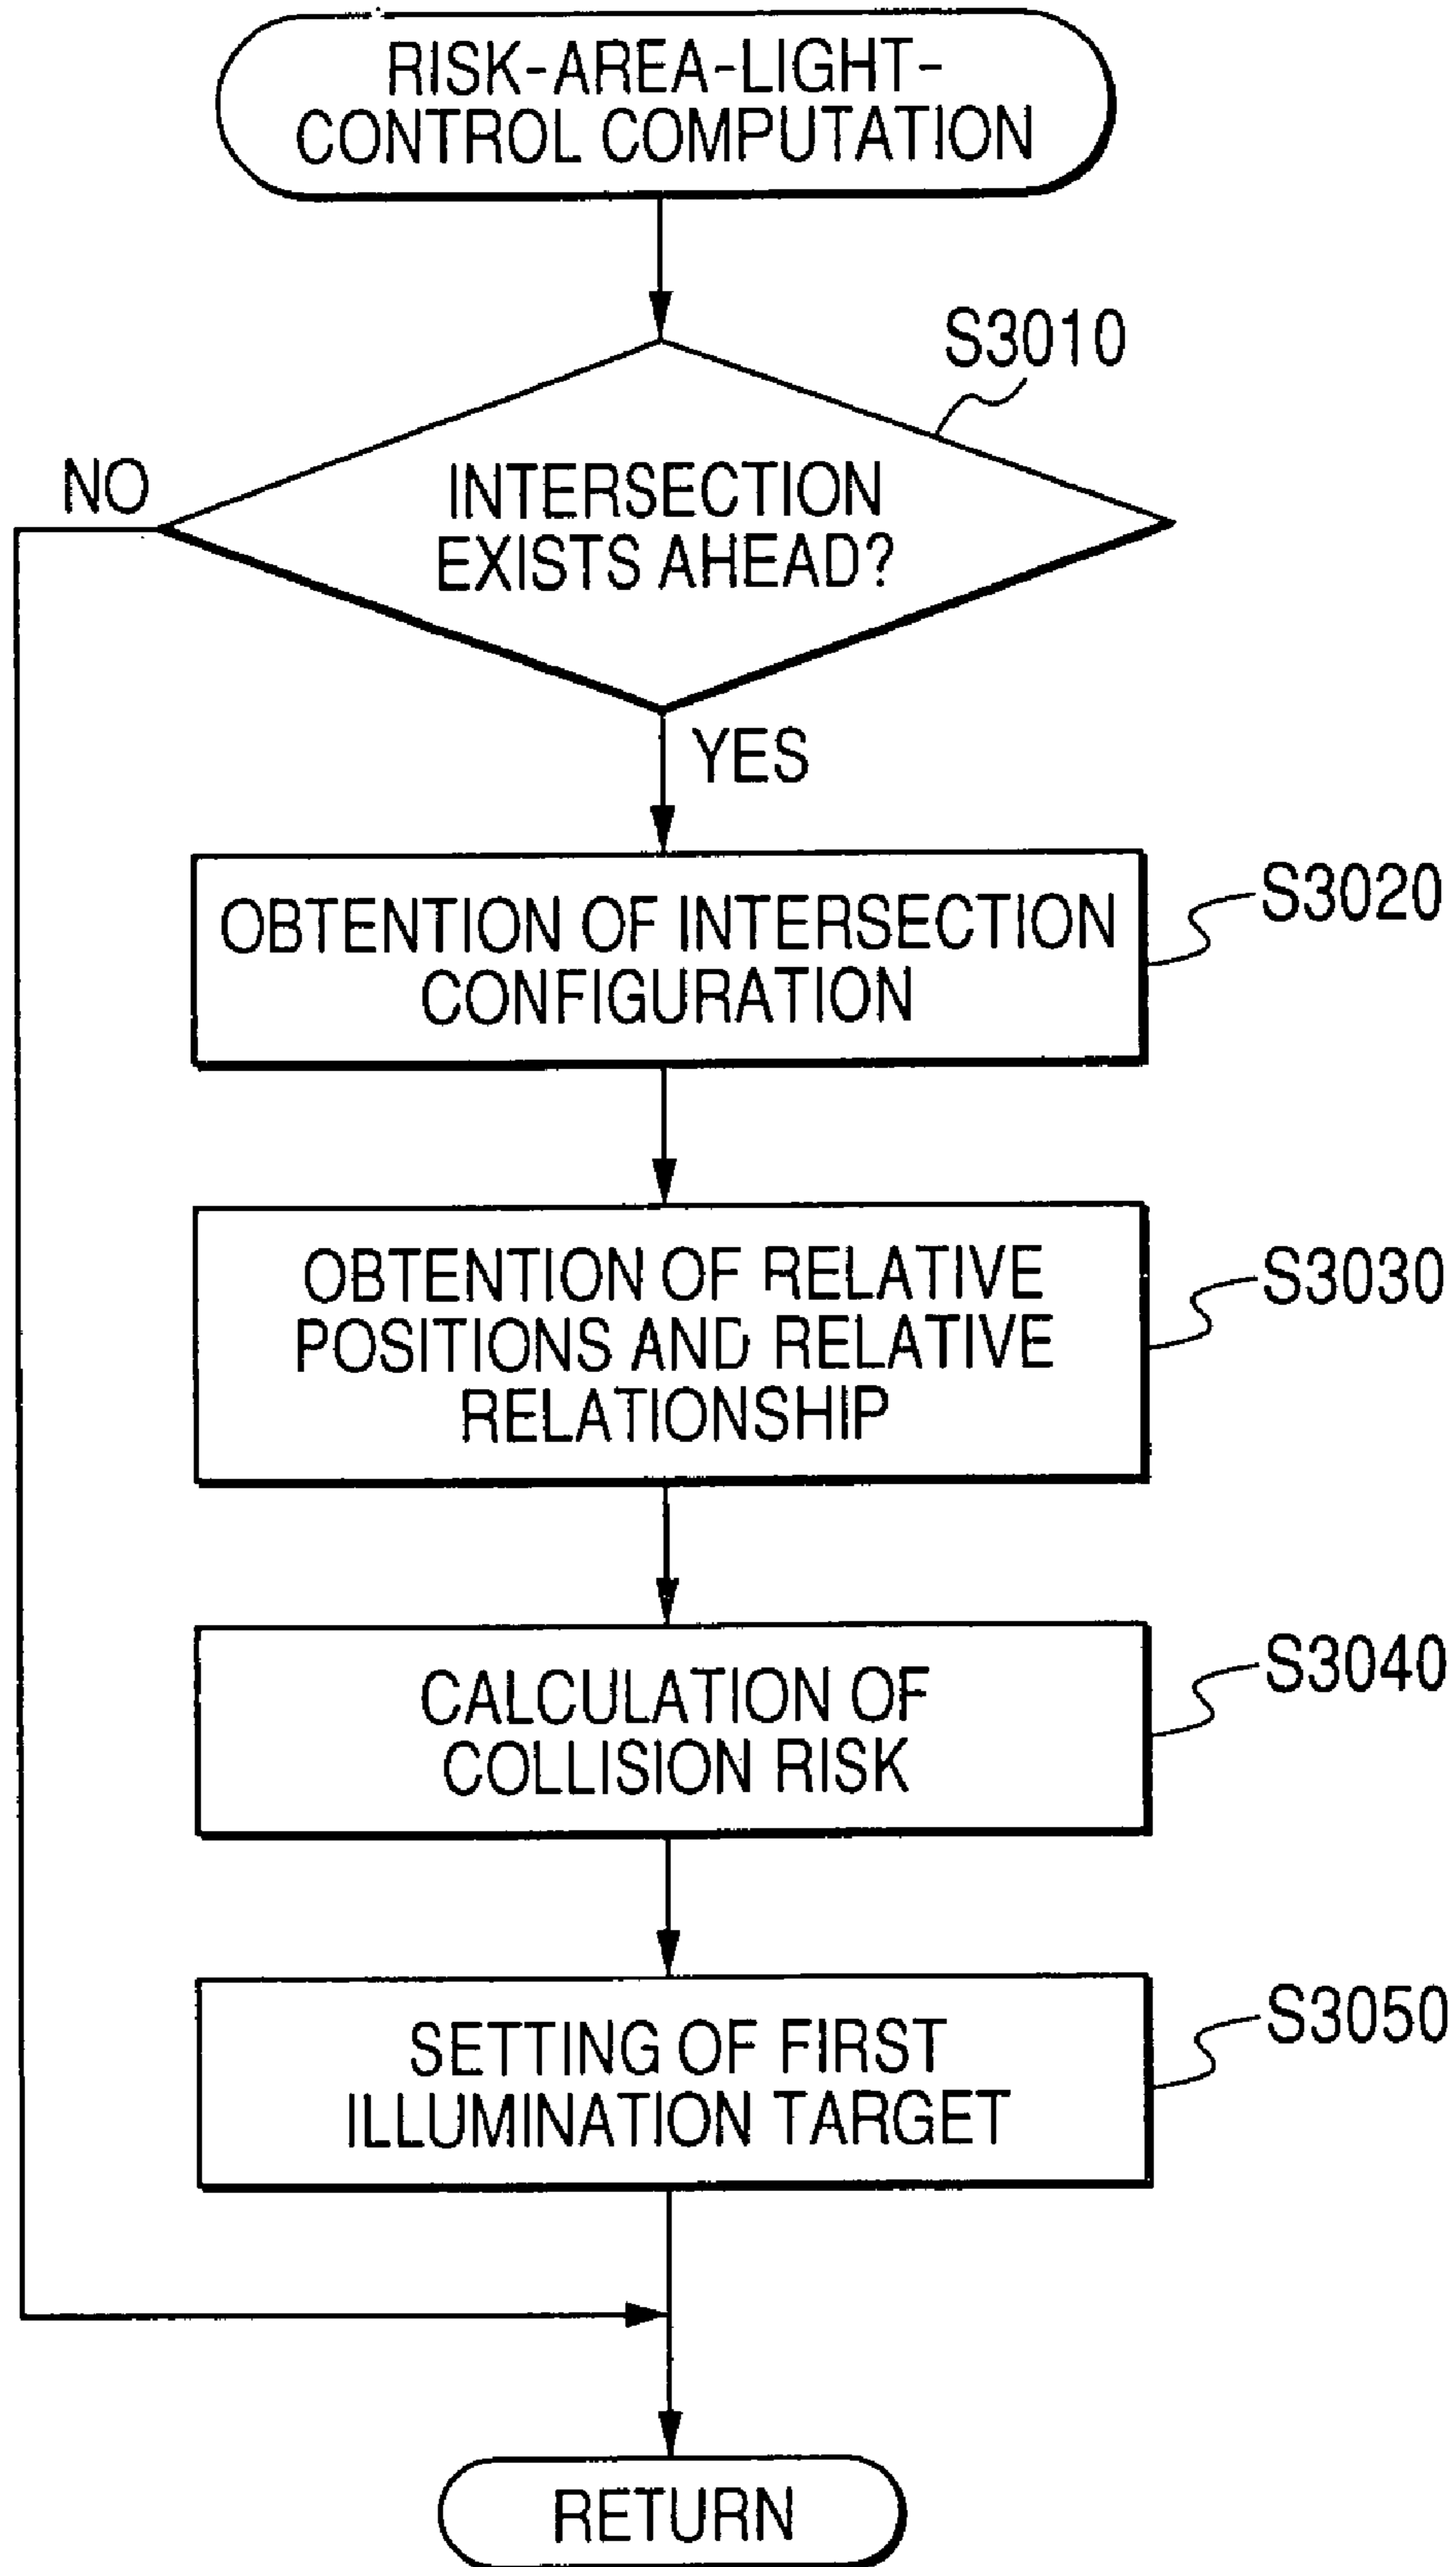 RISK-AREA-LIGHT-
CONTROL COMPUTATION
S3010
NO
INTERSECTION
EXISTS AHEAD?
YES
OBTENTION OF INTERSECTION
CONFIGURATION
S3020
OBTENTION OF RELATIVE
POSITIONS AND RELATIVE
RELATIONSHIP
S3030
CALCULATION OF
COLLISION RISK
S3040
SETTING OF FIRST
ILLUMINATION TARGET
S3050
RETURN